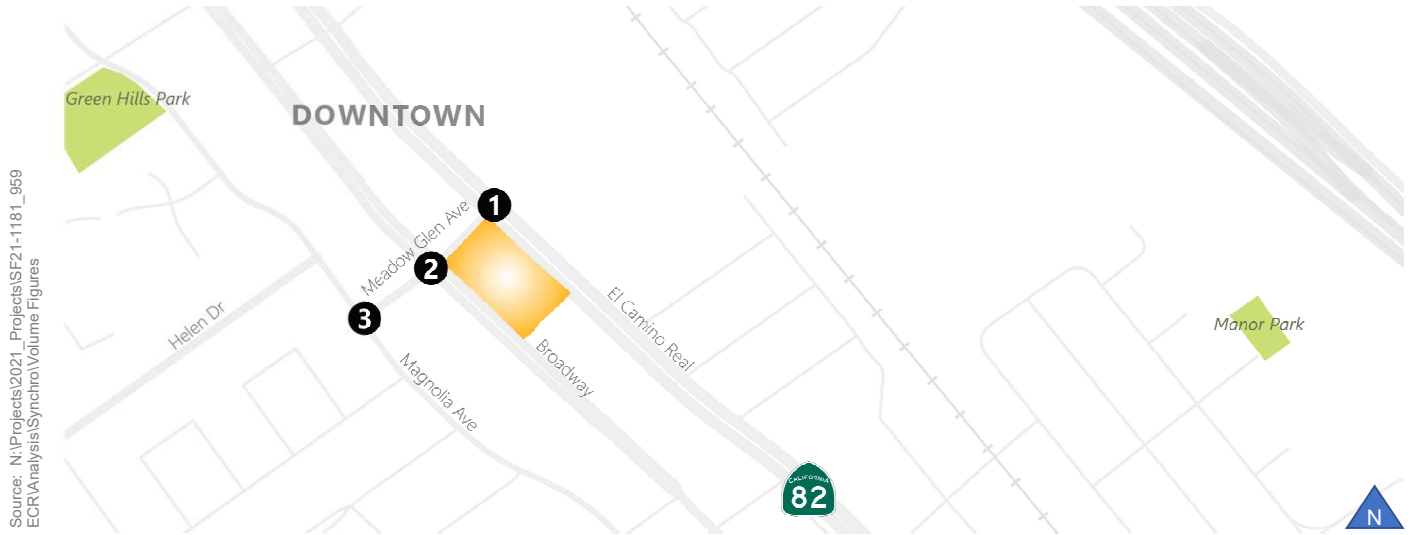 Green Hills Park
DOWNTOWN
1
Meadow Glen Ave
2
3
El Camino Real
Helen Dr
Manor Park
Broadway
Magnolia Ave
CALIFORNIA
82
N
Source: N:\Projects\2021_Projects\SF21-1181_959
ECR\Analysis\Synchro\Volume Figures